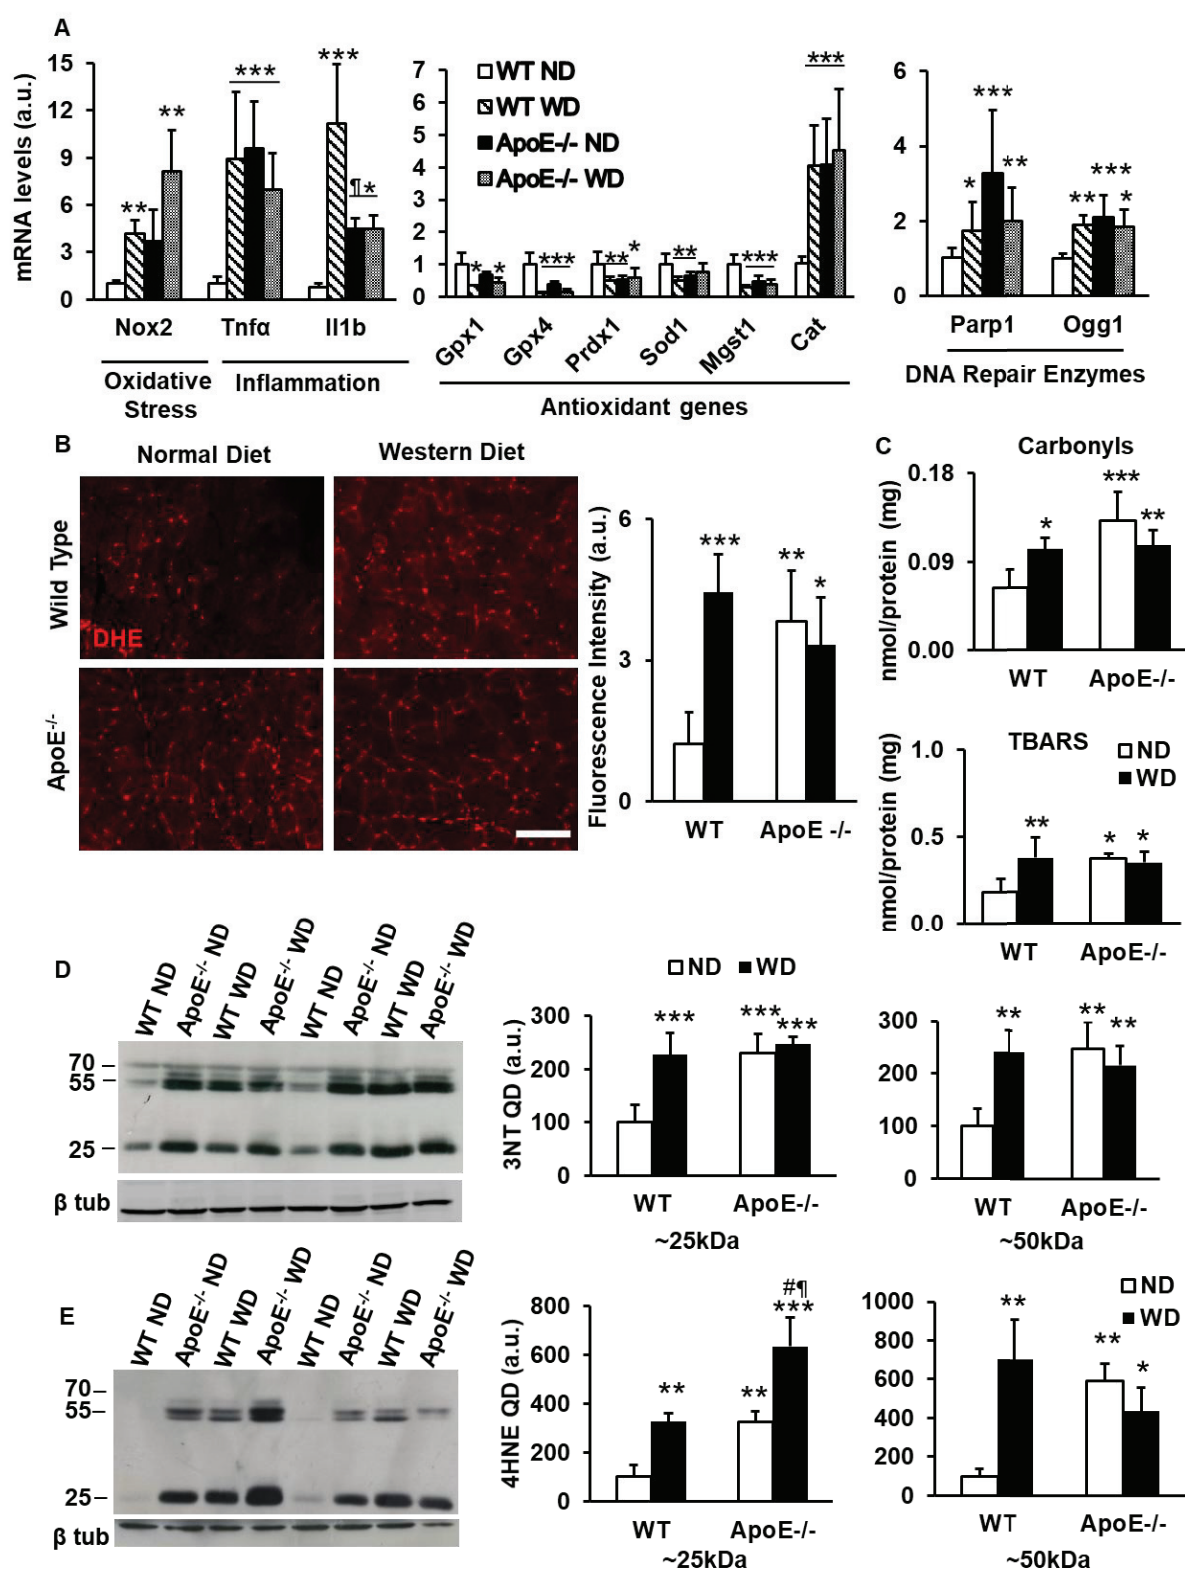 A
mRNA levels (a.u.)
15
12
9
6
3
0
**
**
***
***
¶*
Nox2
Tnfα
Il1b
Oxidative
Stress
Inflammation
7
6
5
4
3
2
1
0
WT ND
WT WD
ApoE-/- ND
ApoE-/- WD
*
*
***
**
*
**
***
***
Gpx1
Gpx4
Prdx1
Sod1
Mgst1
Cat
Antioxidant genes
6
4
2
0
*
***
**
**
***
*
Parp1
Ogg1
DNA Repair Enzymes
B
Normal Diet
Western Diet
Wild Type
DHE
ApoE-/-
Fluorescence Intensity (a.u.)
6
3
0
***
**
*
WT
ApoE -/-
C
Carbonyls
nmol/protein (mg)
0.18
0.09
0.00
*
***
**
WT
ApoE-/-
TBARS
nmol/protein (mg)
1.0
0.5
0.0
ND
WD
**
*
*
WT
ApoE-/-
D
WT ND
ApoE-/- ND
WT WD
ApoE-/- WD
WT ND
ApoE-/- ND
WT WD
ApoE-/- WD
70 –
55 –
25 –
β tub
ND
WD
3NT QD (a.u.)
300
200
100
0
***
***
***
WT
ApoE-/-
~25kDa
300
200
100
0
**
**
**
WT
ApoE-/-
~50kDa
E
WT ND
ApoE-/- ND
WT WD
ApoE-/- WD
WT ND
ApoE-/- ND
WT WD
ApoE-/- WD
70–
55–
25–
β tub
4HNE QD (a.u.)
800
600
400
200
0
**
**
#¶
***
WT
ApoE-/-
~25kDa
1000
800
600
400
200
0
ND
WD
**
**
*
WT
ApoE-/-
~50kDa